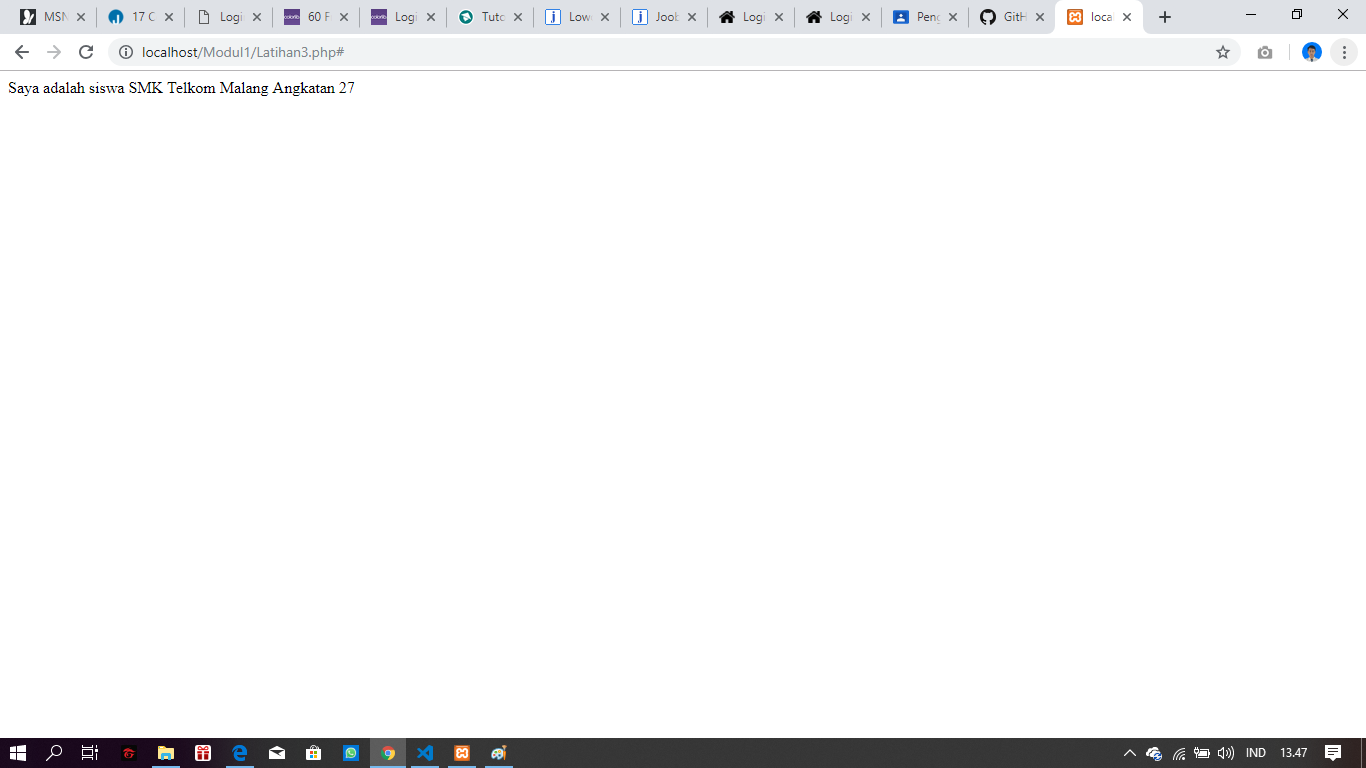 MSN
17 C
Logi
60 F
Logi
Tuto
Low
Joob
Logi
Logi
Peng
GitH
loca
localhost/Modul1/Latihan3.php#
Saya adalah siswa SMK Telkom Malang Angkatan 27
IND
13.47